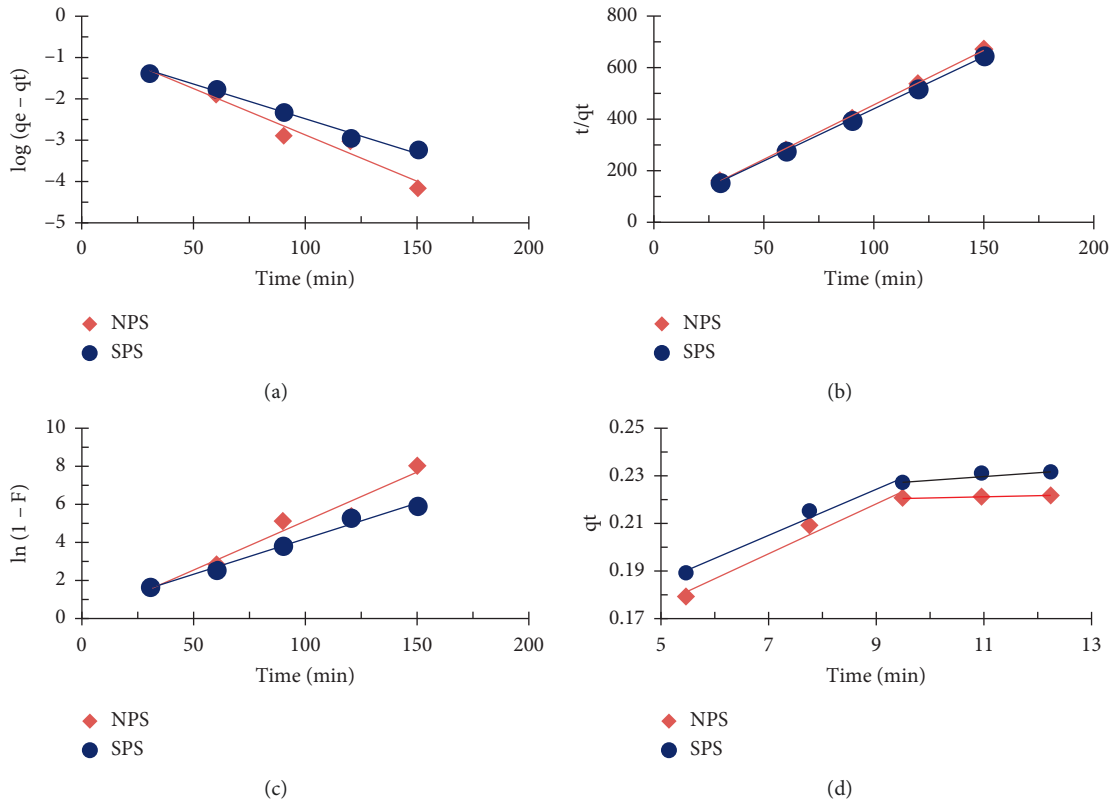 0
–1
–2
–3
–4
–5
log (qe – qt)
0 50 100 150 200
Time (min)
NPS
SPS
(a)
800
600
400
200
0
t/qt
0 50 100 150 200
Time (min)
NPS
SPS
(b)
10
8
6
4
2
0
ln (1 – F)
0 50 100 150 200
Time (min)
NPS
SPS
(c)
0.25
0.23
0.21
0.19
0.17
qt
5 7 9 11 13
Time (min)
NPS
SPS
(d)